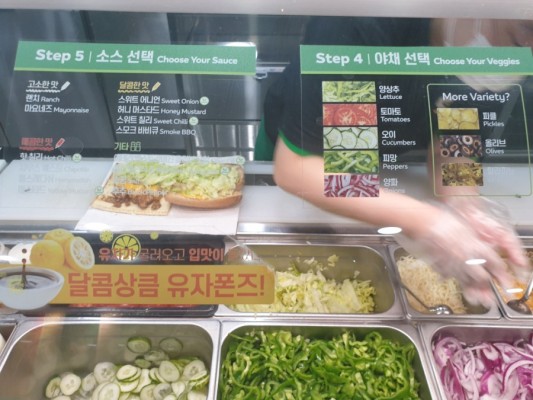 Step 5 | 소스 선택 Choose Your Sauce
고소한 맛
랜치 Ranch
마요네즈 Mayonnaise
매콤한 맛
달콤한 맛
스위트 어니언 Sweet Onion
허니 머스타드 Honey Mustard
스위트 칠리 Sweet Chilli
스모크 바비큐 Smoke BBQ
기타
입맛이
달콤상큼 유자폰즈!
Step 4 | 야채 선택 Choose Your Veggies
양상추
Lettuce
토마토
Tomatoes
오이
Cucumbers
피망
Peppers
양파
More Variety?
피클
Pickles
올리브
Olives